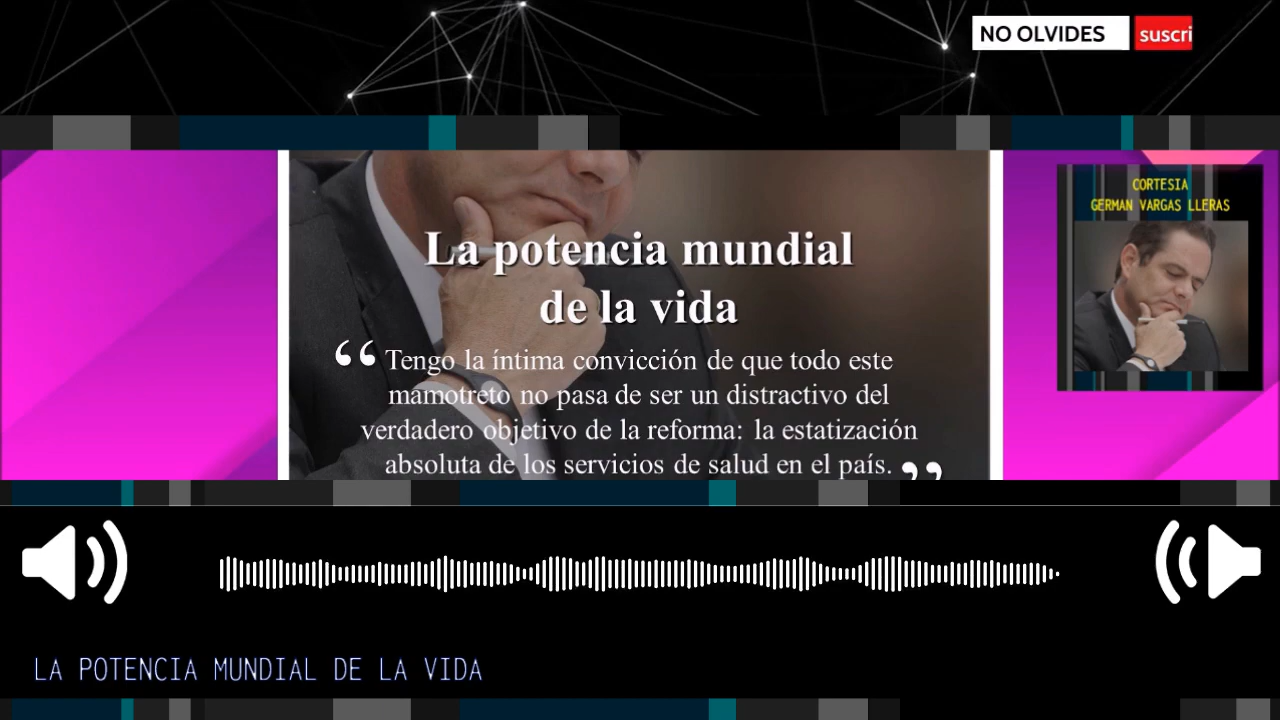 NO OLVIDES suscri
CORTESIA
GERMAN VARGAS LLERAS
La potencia mundial
de la vida
“ Tengo la íntima convicción de que todo este
mamotreto no pasa de ser un distractivo del
verdadero objetivo de la reforma: la estatización
absoluta de los servicios de salud en el país. ”
LA POTENCIA MUNDIAL DE LA VIDA